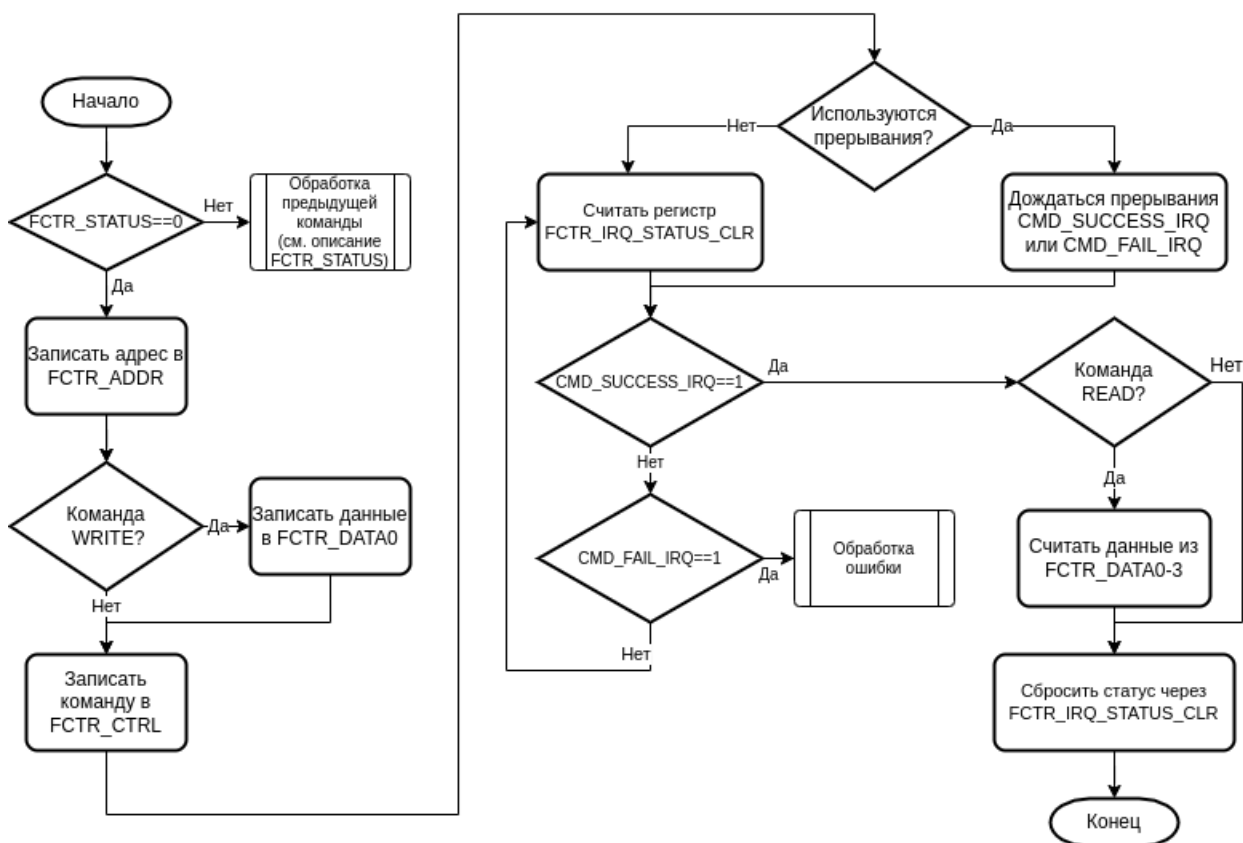 Начало
FCTR_STATUS==0
Нет
Обработка
предыдущей
команды
(см. описание
FCTR_STATUS)
Да
Записать адрес в
FCTR_ADDR
Команда
WRITE?
Да
Записать данные
в FCTR_DATA0
Нет
Записать
команду в
FCTR_CTRL
Используются
прерывания?
Нет
Да
Считать регистр
FCTR_IRQ_STATUS_CLR
Дождаться прерывания
CMD_SUCCESS_IRQ
или CMD_FAIL_IRQ
CMD_SUCCESS_IRQ==1
Да
Нет
CMD_FAIL_IRQ==1
Да
Обработка
ошибки
Нет
Команда
READ?
Нет
Да
Считать данные из
FCTR_DATA0-3
Сбросить статус через
FCTR_IRQ_STATUS_CLR
Конец